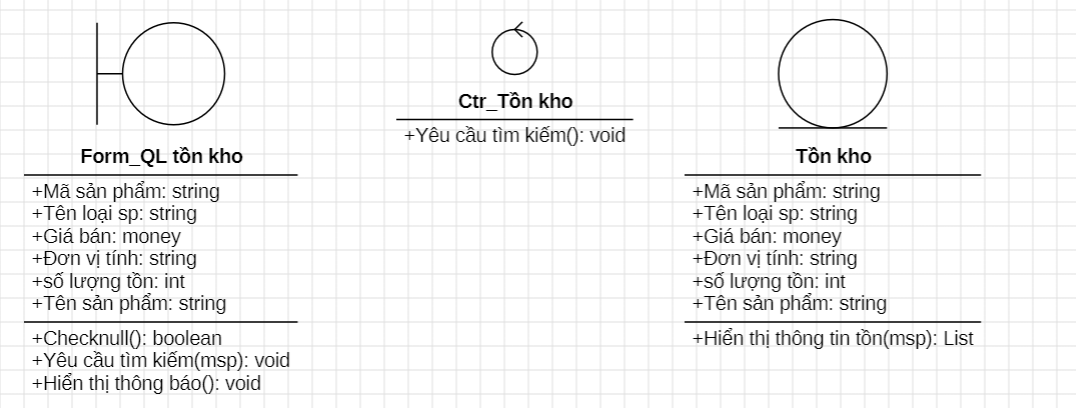 Form_QL tồn kho
+Mã sản phẩm: string
+Tên loại sp: string
+Giá bán: money
+Đơn vị tính: string
+số lượng tồn: int
+Tên sản phẩm: string
+Checknull(): boolean
+Yêu cầu tìm kiếm(msp): void
+Hiển thị thông báo(): void
Ctr_Tồn kho
+Yêu cầu tìm kiếm(): void
Tồn kho
+Mã sản phẩm: string
+Tên loại sp: string
+Giá bán: money
+Đơn vị tính: string
+số lượng tồn: int
+Tên sản phẩm: string
+Hiển thị thông tin tồn(msp): List